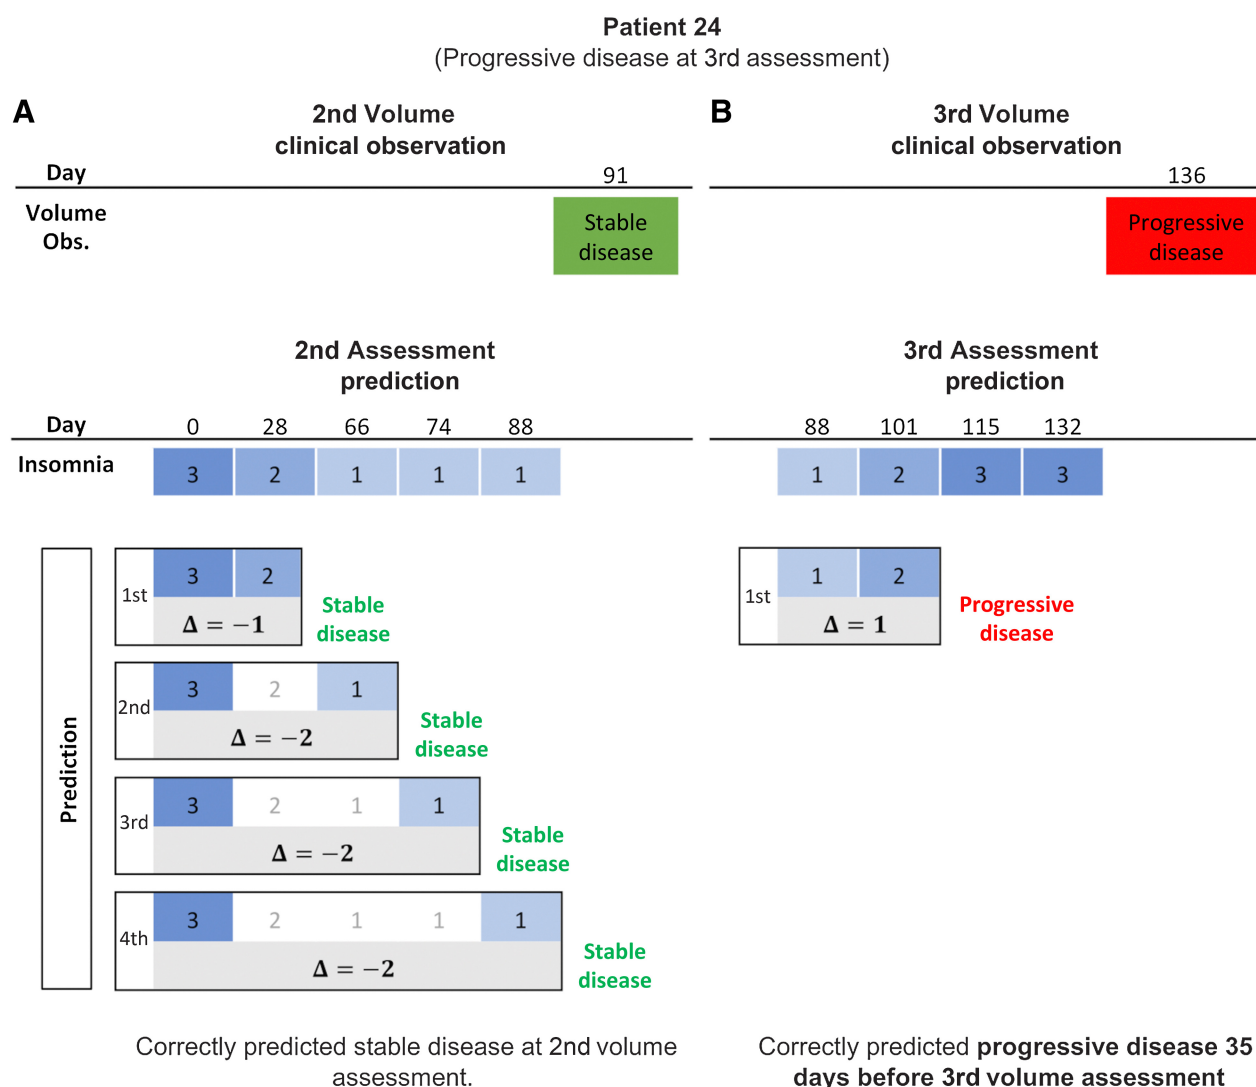 Patient 24
(Progressive disease at 3rd assessment)
A
2nd Volume
clinical observation
Day
91
Volume
Obs.
Stable
disease
2nd Assessment
prediction
Day
0 28 66 74 88
Insomnia
3 2 1 1 1
Prediction
1st
3 2
Δ = −1
Stable
disease
2nd
3 2 1
Δ = −2
Stable
disease
3rd
3 2 1 1
Δ = −2
Stable
disease
4th
3 2 1 1 1
Δ = −2
Stable
disease
Correctly predicted stable disease at 2nd volume
assessment.
B
3rd Volume
clinical observation
136
Progressive
disease
3rd Assessment
prediction
88 101 115 132
1 2 3 3
1st
1 2
Δ = 1
Progressive
disease
Correctly predicted progressive disease 35
days before 3rd volume assessment